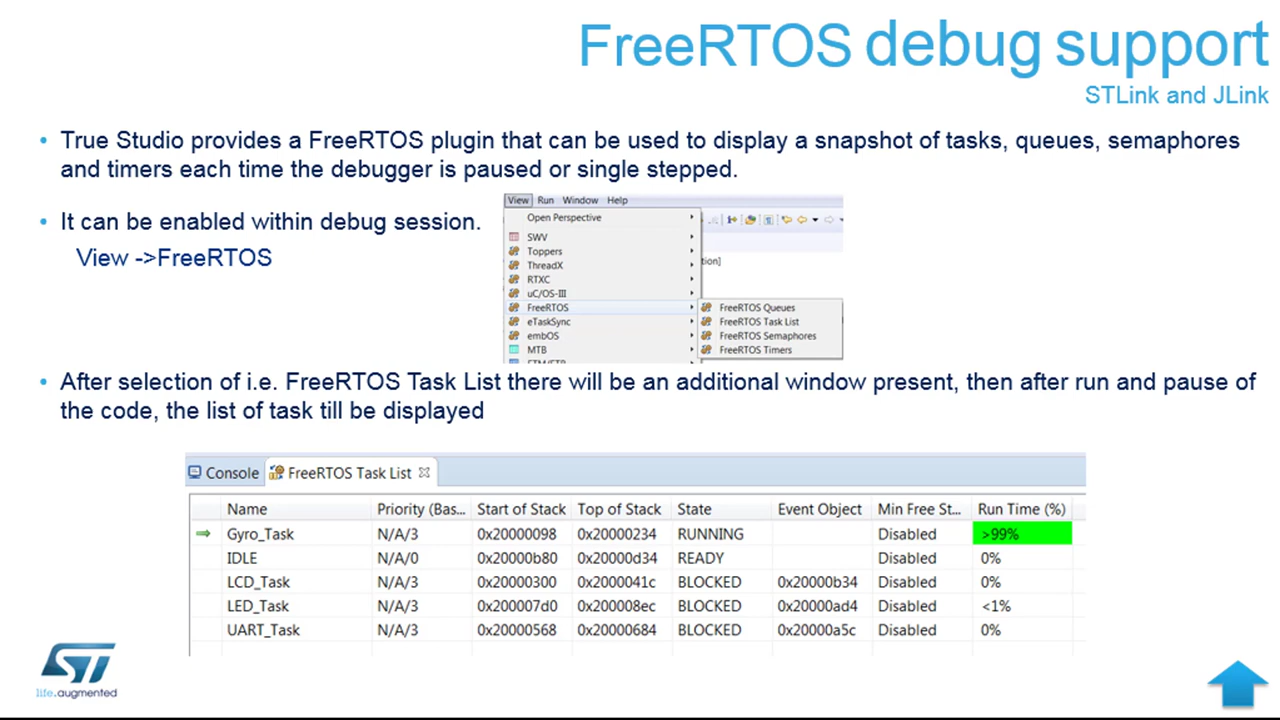 FreeRTOS debug support
STLink and JLink
• True Studio provides a FreeRTOS plugin that can be used to display a snapshot of tasks, queues, semaphores
and timers each time the debugger is paused or single stepped.
• It can be enabled within debug session.
View ->FreeRTOS
View Run Window Help
Open Perspective
SWV
Toppers
ThreadX
tion]
RTXC
uC/OS-III
FreeRTOS
FreeRTOS Queues
eTaskSync
FreeRTOS Task List
embOS
FreeRTOS Semaphores
MTB
FreeRTOS Timers
• After selection of i.e. FreeRTOS Task List there will be an additional window present, then after run and pause of
the code, the list of task till be displayed
Console FreeRTOS Task List
Name Priority (Bas... Start of Stack Top of Stack State Event Object Min Free St... Run Time (%)
Gyro_Task N/A/3 0x20000098 0x20000234 RUNNING Disabled >99%
IDLE N/A/0 0x20000b80 0x20000d34 READY Disabled 0%
LCD_Task N/A/3 0x20000300 0x2000041c BLOCKED 0x20000b34 Disabled 0%
LED_Task N/A/3 0x200007d0 0x200008ec BLOCKED 0x20000ad4 Disabled <1%
UART_Task N/A/3 0x20000568 0x20000684 BLOCKED 0x20000a5c Disabled 0%
ST
life.augmented